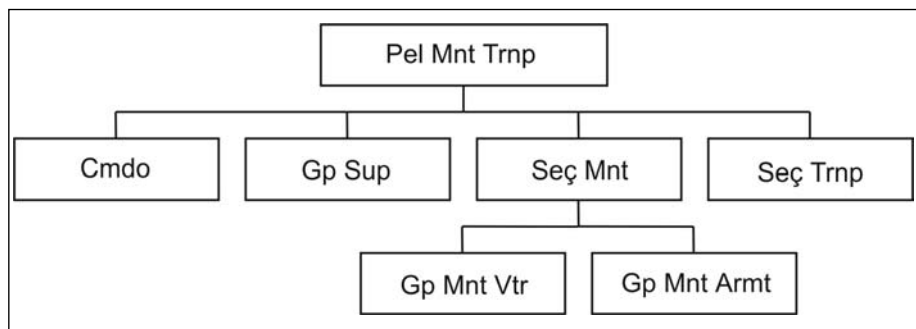 Pel Mnt Trnp
Cmdo
Gp Sup
Seç Mnt
Seç Trnp
Gp Mnt Vtr
Gp Mnt Armt